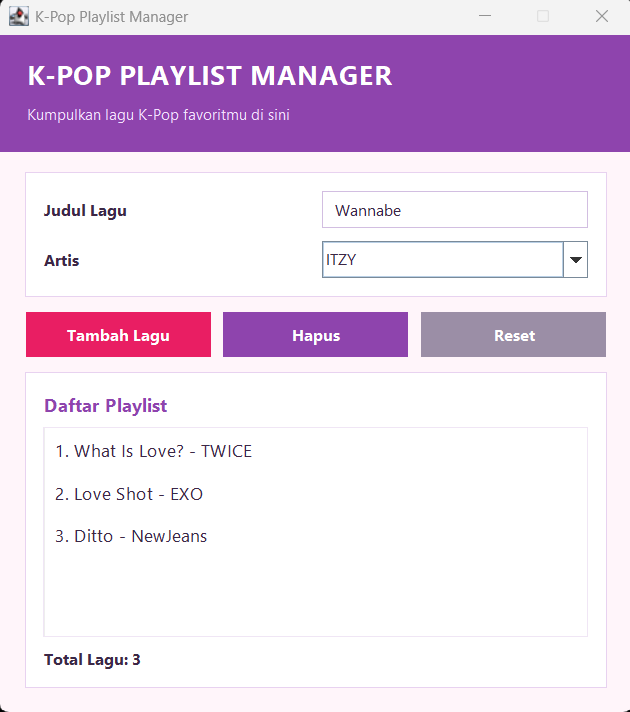 K-Pop Playlist Manager
K-POP PLAYLIST MANAGER
Kumpulkan lagu K-Pop favoritmu di sini
Judul Lagu
Wannabe
Artis
ITZY
Tambah Lagu
Hapus
Reset
Daftar Playlist
1. What Is Love? - TWICE
2. Love Shot - EXO
3. Ditto - NewJeans
Total Lagu: 3